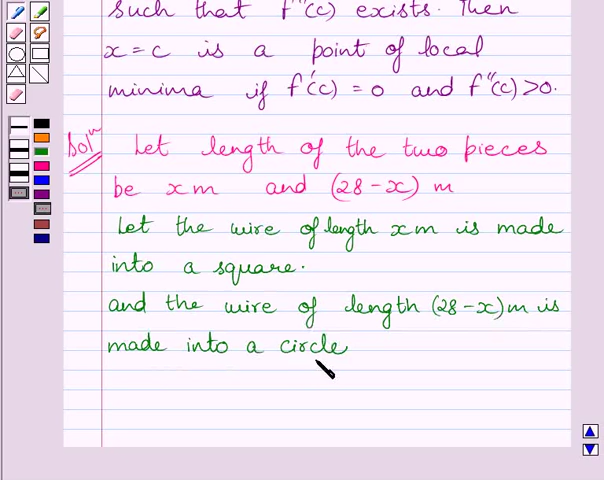 Such that f''(c) exists. Then
x=c is a point of local
minima if f'(c) = 0 and f''(c)>0.
Solⁿ Let length of the two pieces
be x m and (28-x) m
Let the wire of length x m is made
into a square.
and the wire of length (28-x)m is
made into a circle